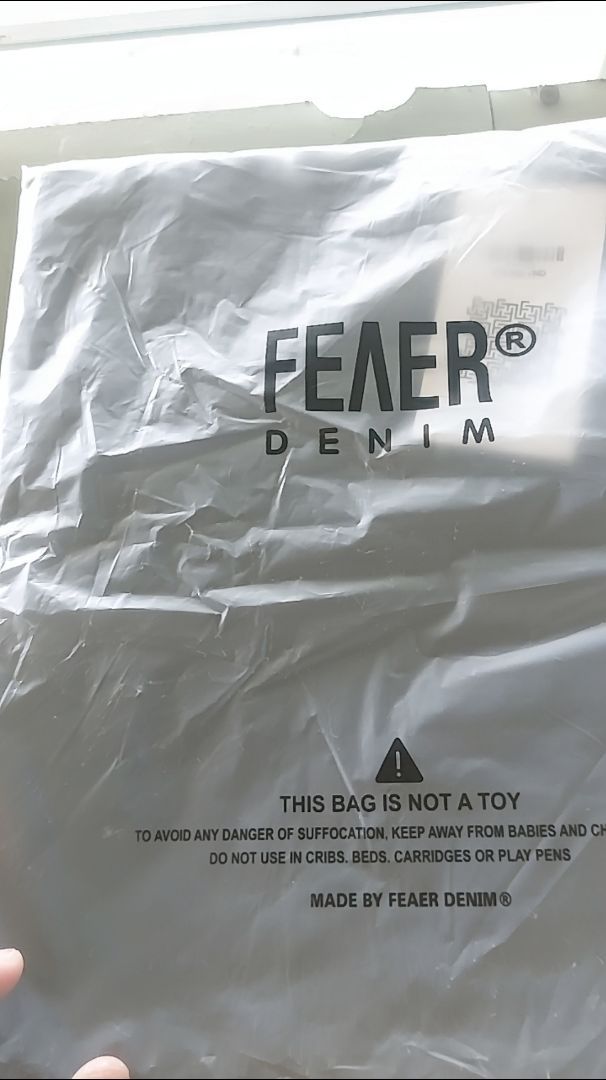 FEAER®
DENIM
THIS BAG IS NOT A TOY
TO AVOID ANY DANGER OF SUFFOCATION, KEEP AWAY FROM BABIES AND CH
DO NOT USE IN CRIBS. BEDS. CARRIDGES OR PLAY PENS
MADE BY FEAER DENIM®